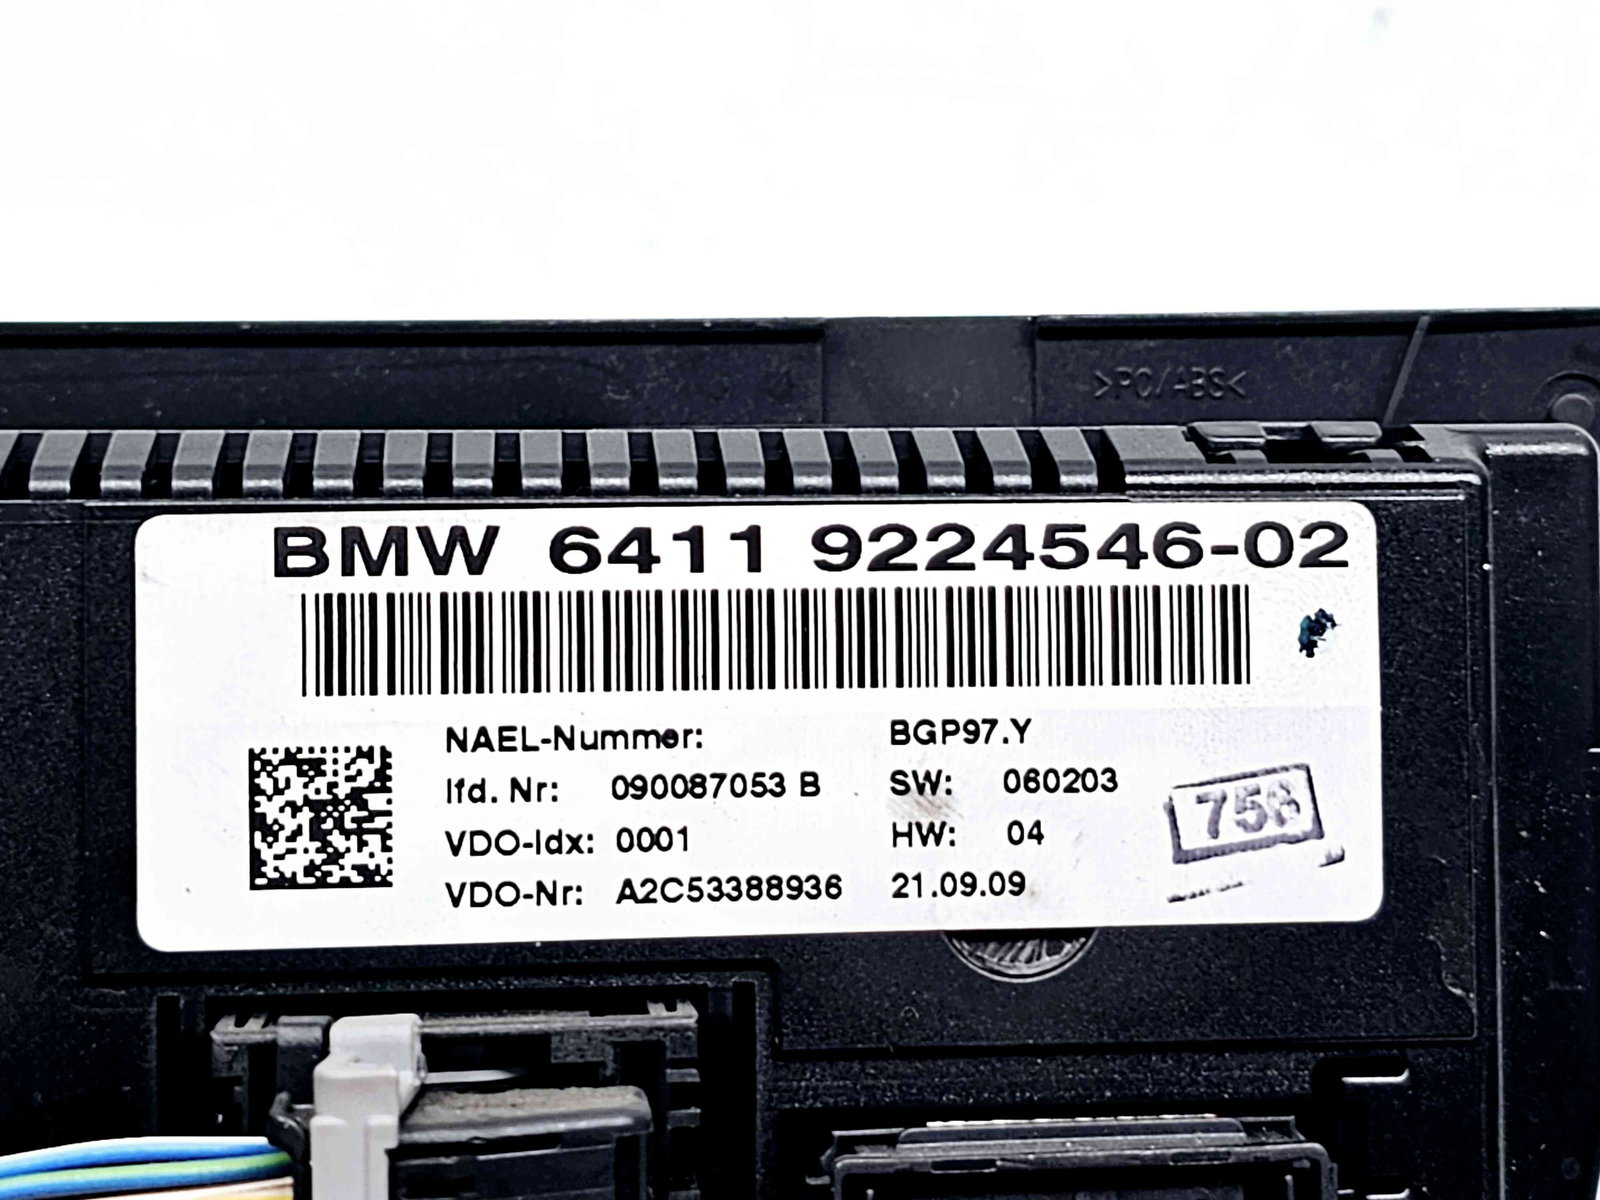 >PC/ABS<
BMW 6411 9224546-02
NAEL-Nummer: BGP97.Y
lfd. Nr: 090087053 B SW: 060203
VDO-Idx: 0001 HW: 04
VDO-Nr: A2C53388936 21.09.09
756